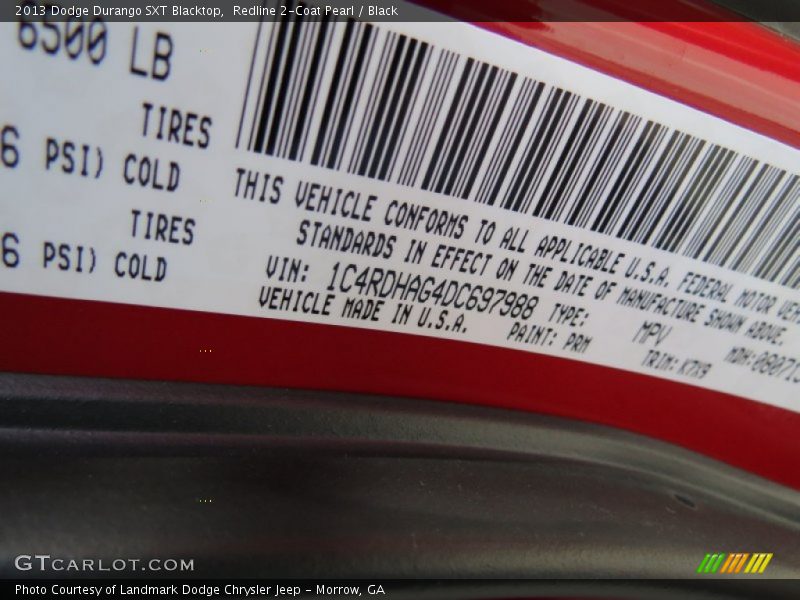 2013 Dodge Durango SXT Blacktop, Redline 2-Coat Pearl / Black
6500 LB
TIRES
6 PSI) COLD
TIRES
6 PSI) COLD
THIS VEHICLE CONFORMS TO ALL APPLICABLE U.S.A. FEDERAL MOTOR VEH
STANDARDS IN EFFECT ON THE DATE OF MANUFACTURE SHOWN ABOVE.
VIN: 1C4RDHAG4DC697988 TYPE: MPV MDH:080715
VEHICLE MADE IN U.S.A. PAINT: PRM TRIM: K7X9
GTCARLOT.COM
Photo Courtesy of Landmark Dodge Chrysler Jeep - Morrow, GA